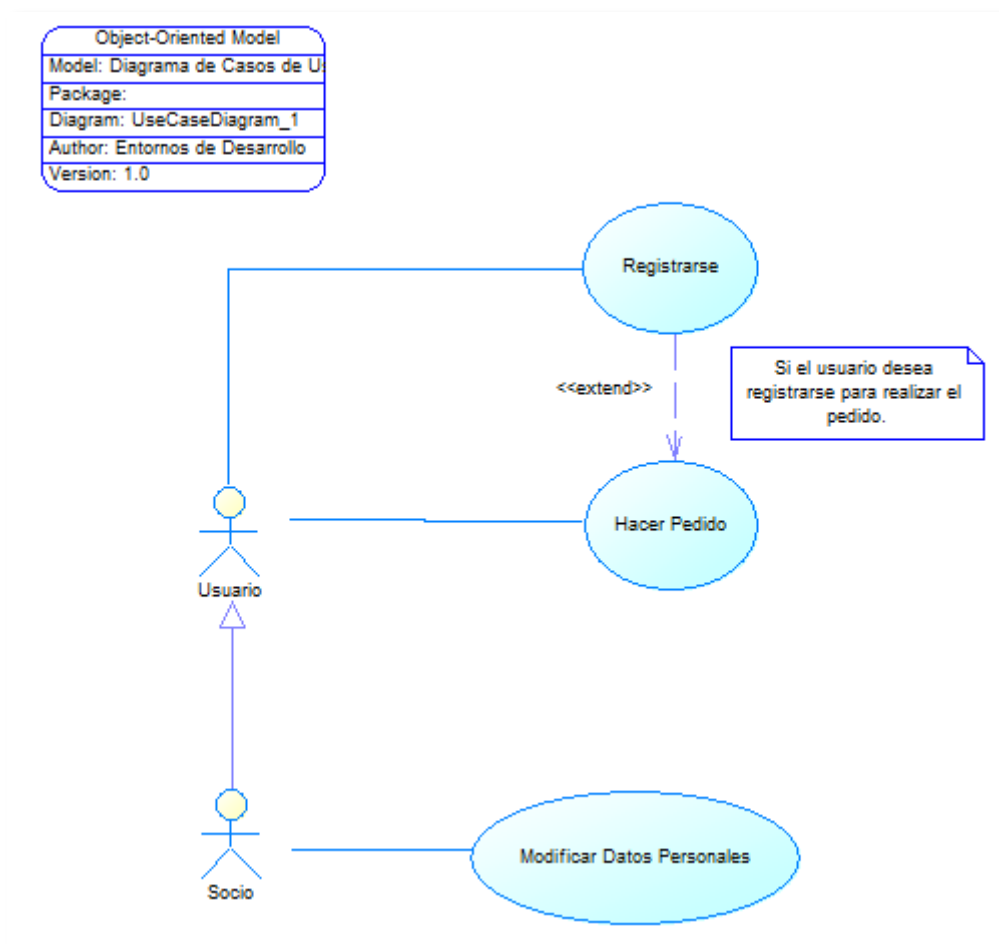 Object-Oriented Model
Model: Diagrama de Casos de U
Package:
Diagram: UseCaseDiagram_1
Author: Entornos de Desarrollo
Version: 1.0
Registrarse
<<extend>>
Si el usuario desea
registrarse para realizar el
pedido.
Hacer Pedido
Usuario
Modificar Datos Personales
Socio